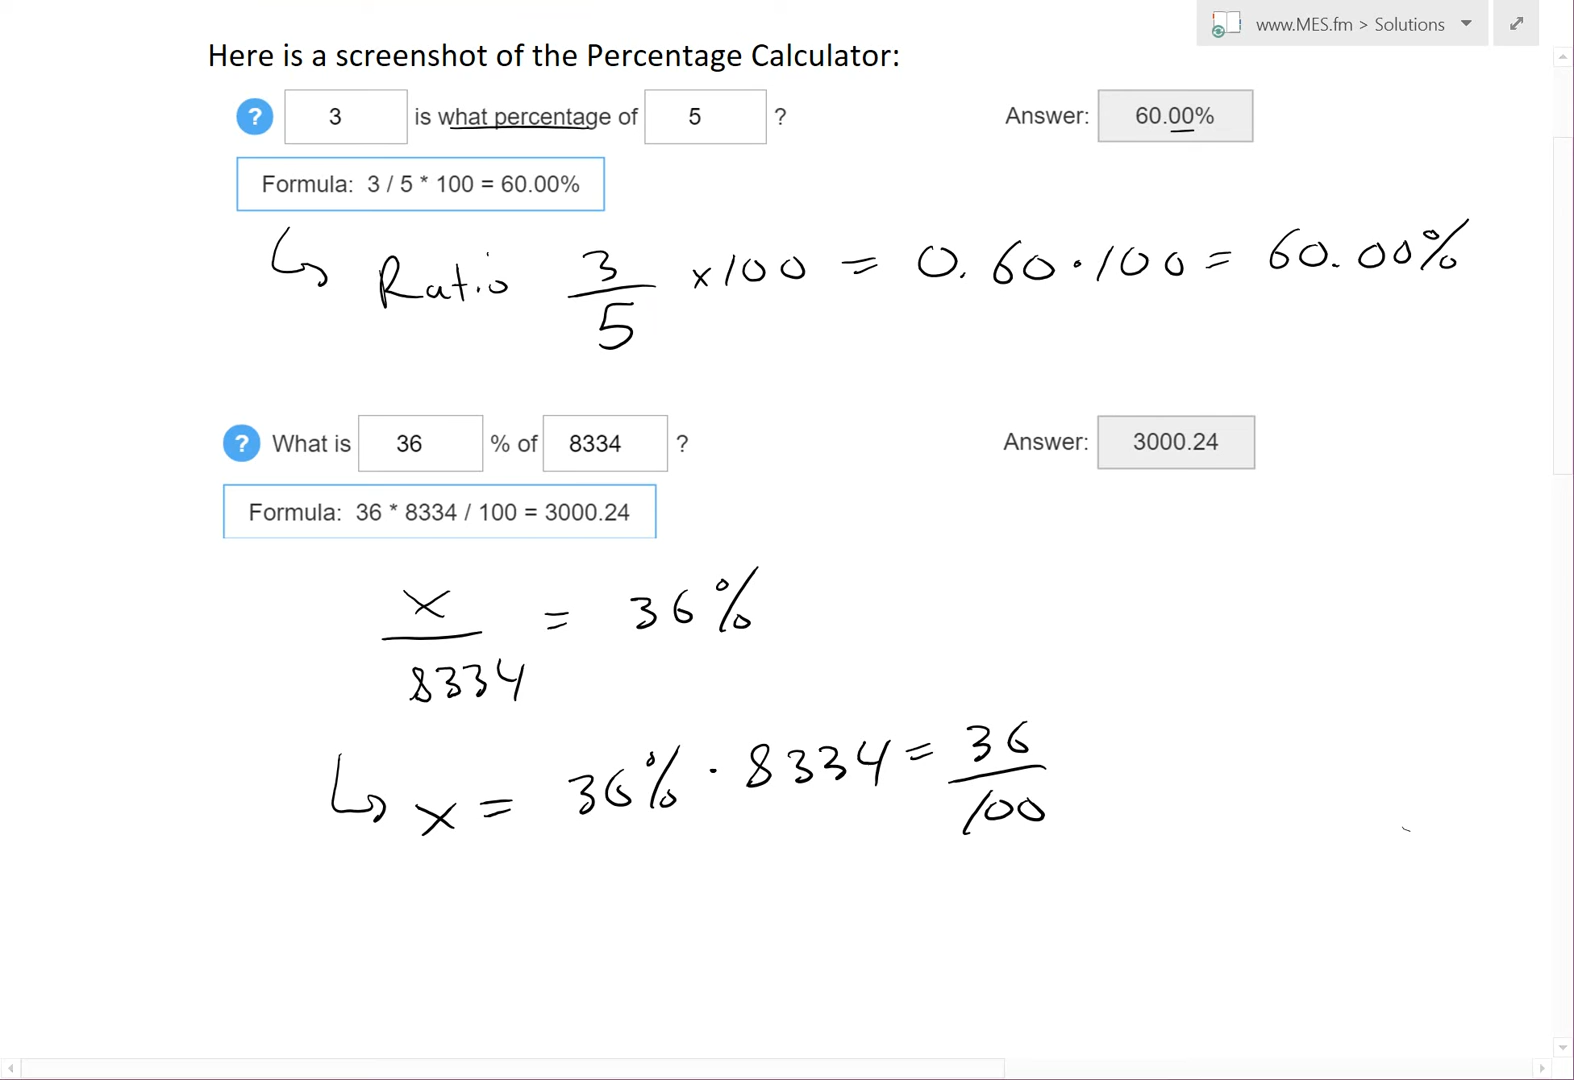 www.MES.fm > Solutions
Here is a screenshot of the Percentage Calculator:
? 3 is what percentage of 5 ? Answer: 60.00%
Formula: 3 / 5 * 100 = 60.00%
Ratio 3/5 x100 = 0.60·100 = 60.00%
? What is 36 % of 8334 ? Answer: 3000.24
Formula: 36 * 8334 / 100 = 3000.24
x/8334 = 36%
x = 36% · 8334 = 36/100